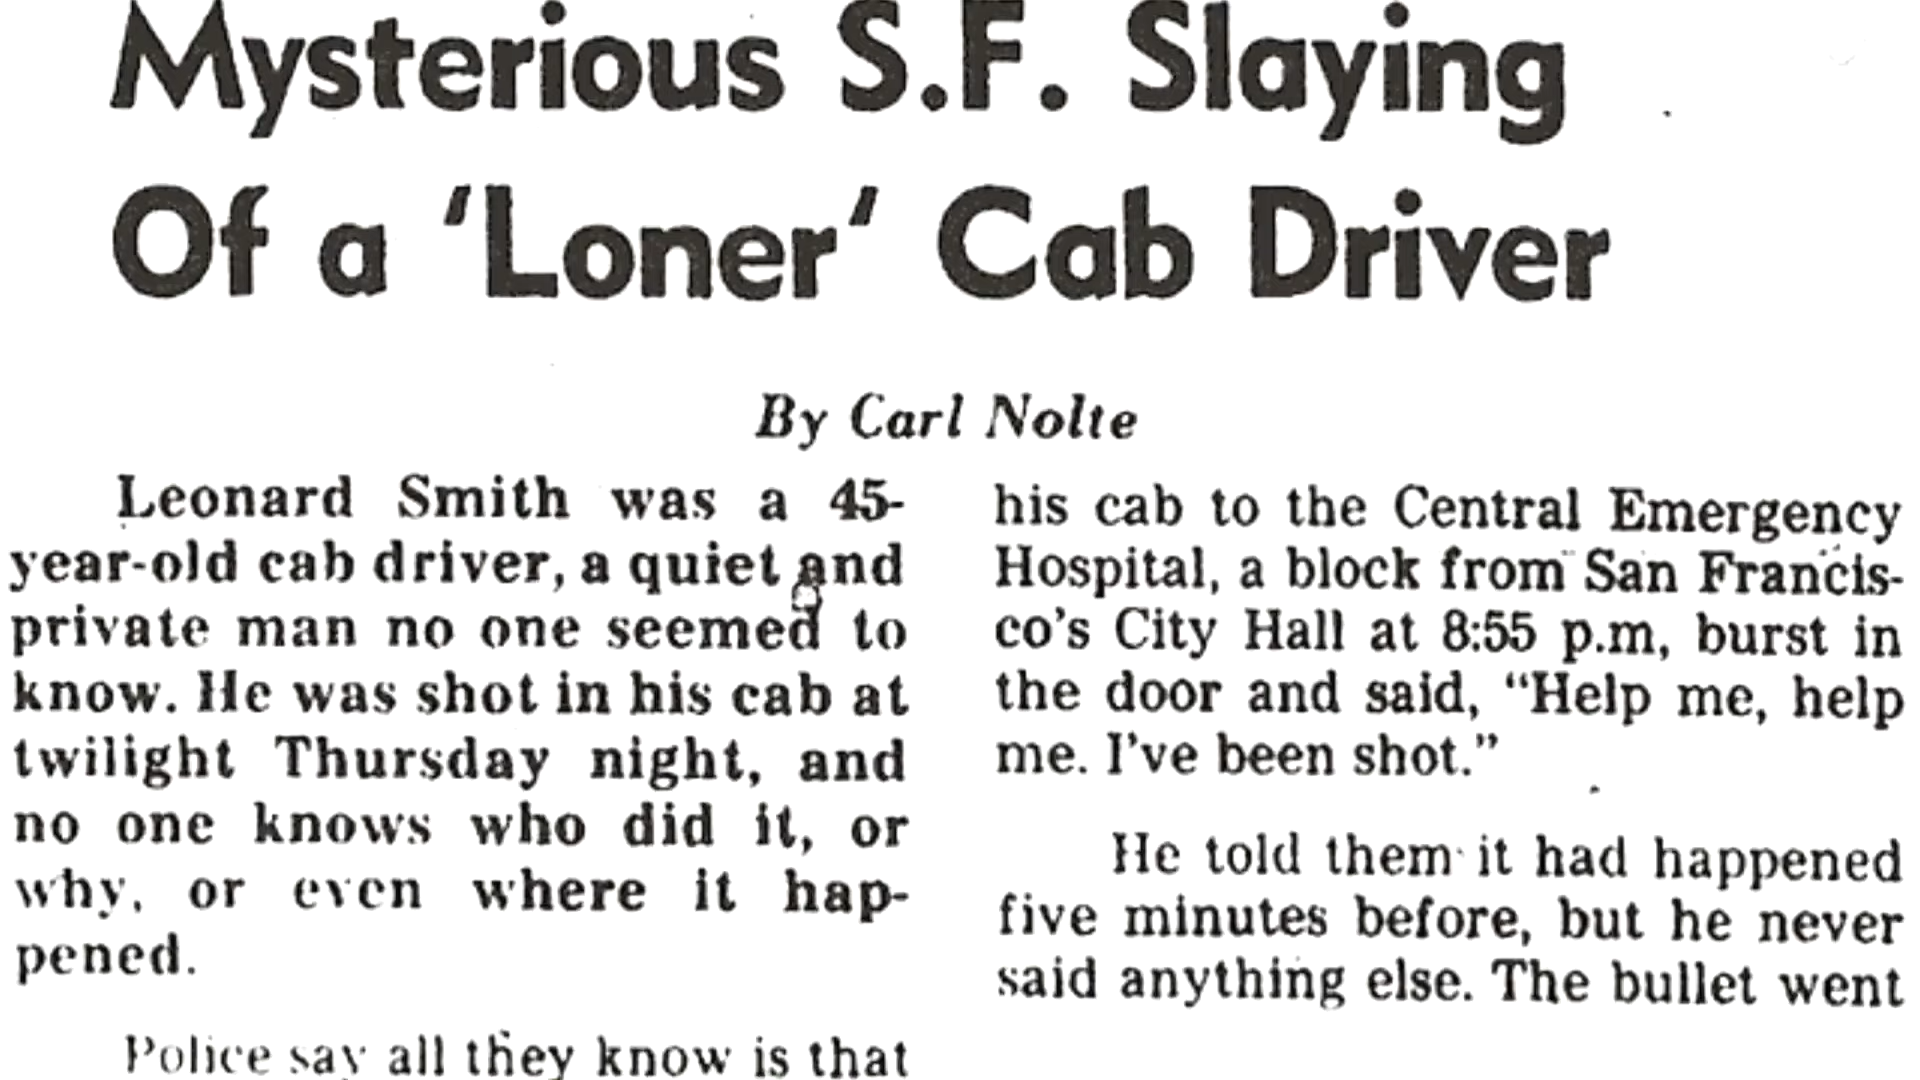 Mysterious S.F. Slaying
Of a 'Loner' Cab Driver
By Carl Nolte
Leonard Smith was a 45-
year-old cab driver, a quiet and
private man no one seemed to
know. He was shot in his cab at
twilight Thursday night, and
no one knows who did it, or
why, or even where it hap-
pened.
Police say all they know is that
his cab to the Central Emergency
Hospital, a block from San Francis-
co's City Hall at 8:55 p.m, burst in
the door and said, “Help me, help
me. I've been shot.”
He told them it had happened
five minutes before, but he never
said anything else. The bullet went